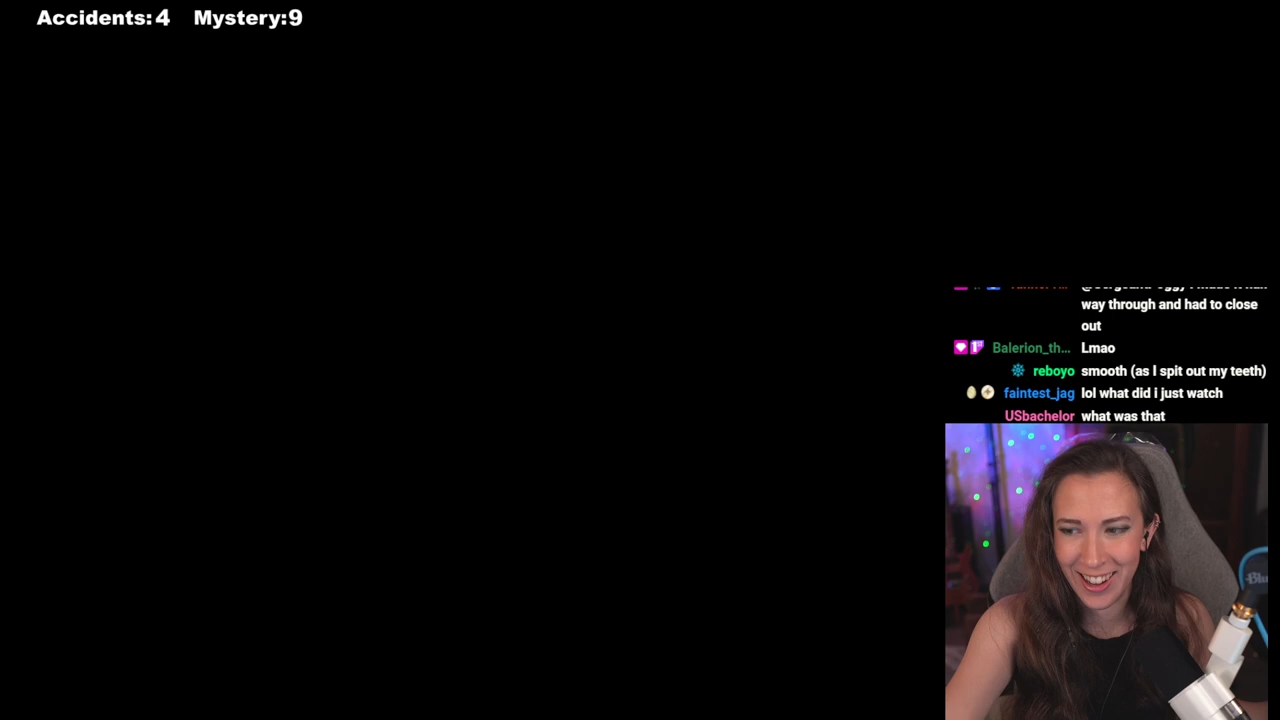 Accidents: 4 Mystery:9
way through and had to close
out
Balerion_th... Lmao
reboyo smooth (as I spit out my teeth)
faintest_jag lol what did i just watch
USbachelor what was that